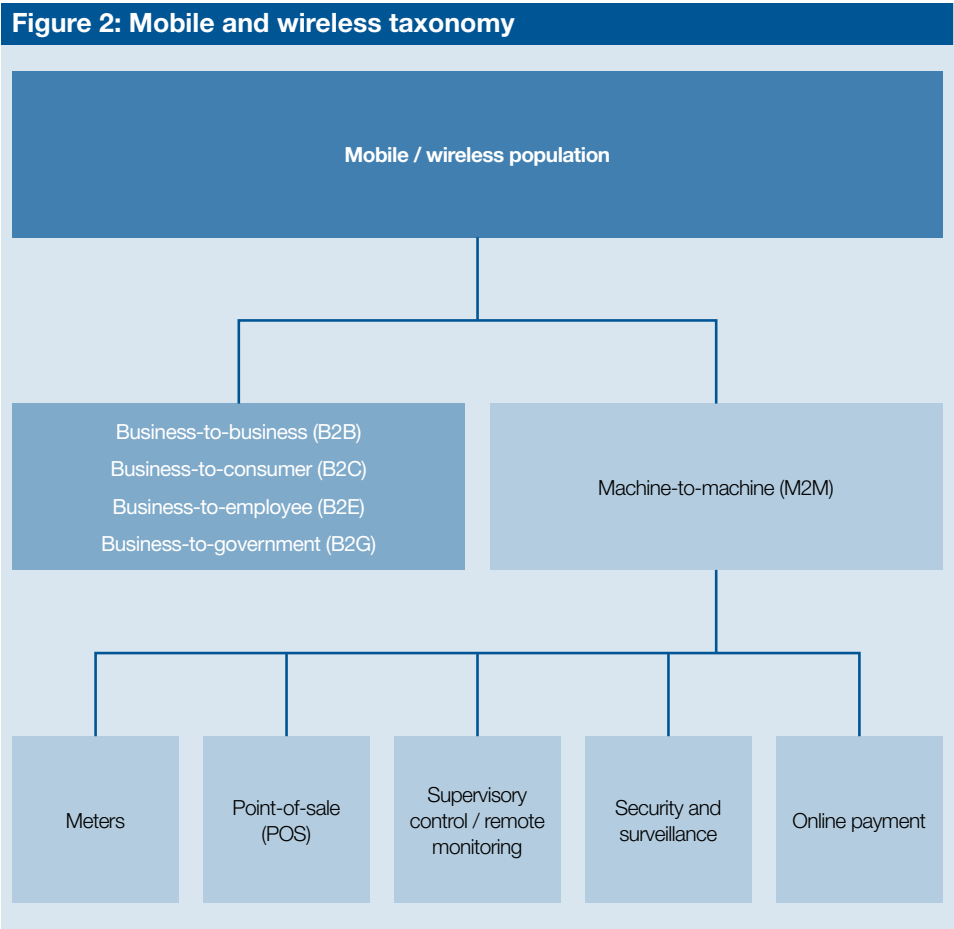 Figure 2: Mobile and wireless taxonomy
Mobile / wireless population
Business-to-business (B2B)
Business-to-consumer (B2C)
Business-to-employee (B2E)
Business-to-government (B2G)
Machine-to-machine (M2M)
Meters
Point-of-sale
(POS)
Supervisory
control / remote
monitoring
Security and
surveillance
Online payment